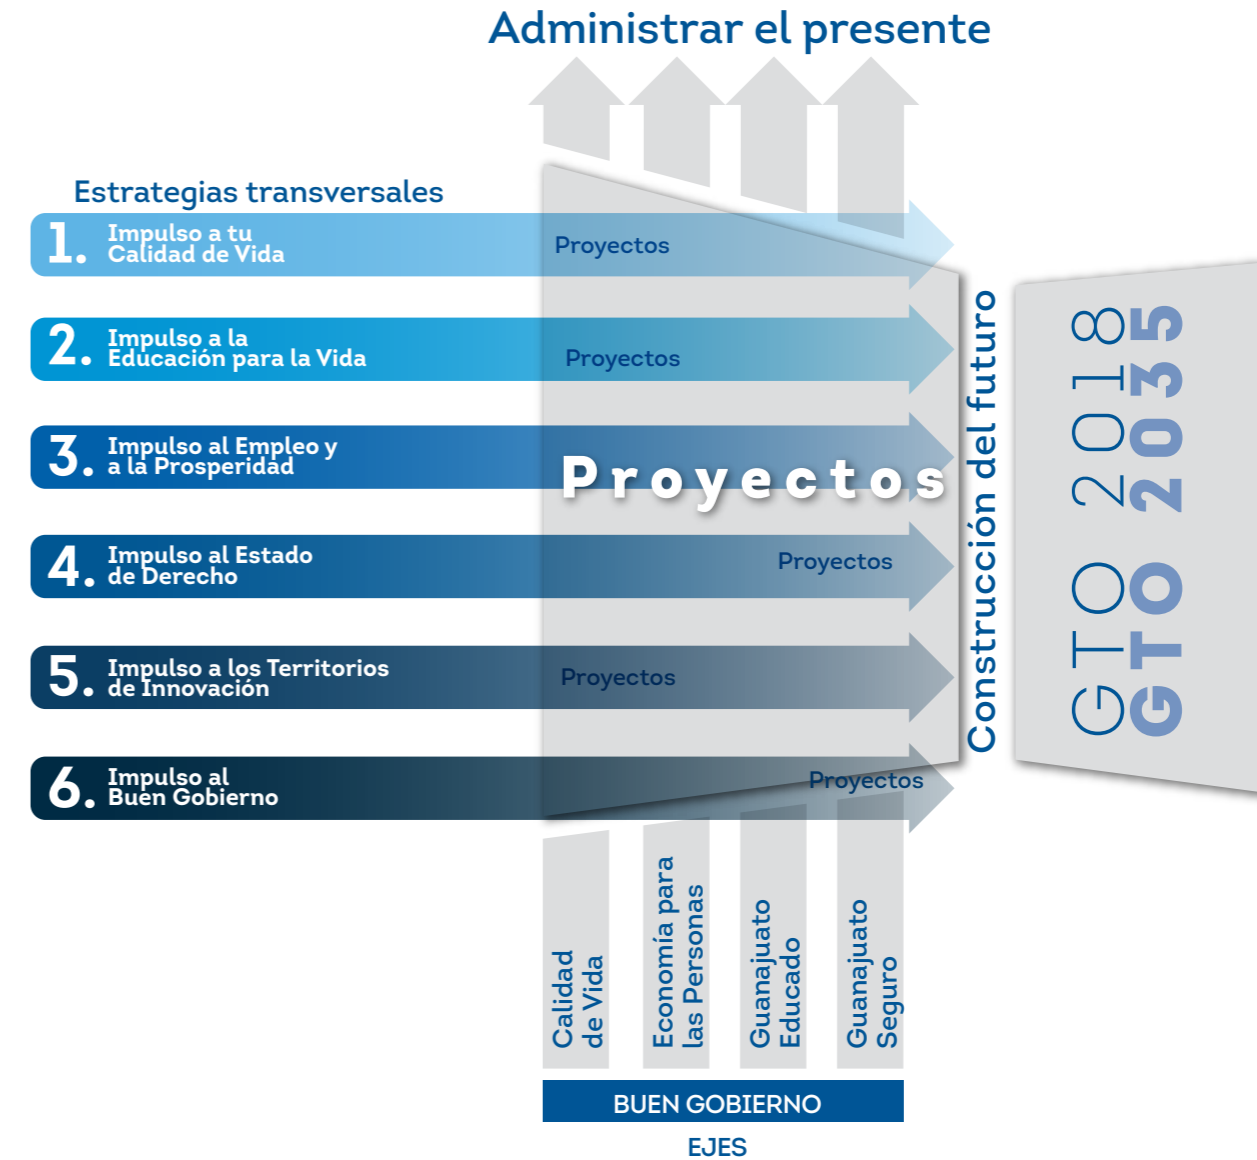 Administrar el presente
Estrategias transversales
1. Impulso a tu
Calidad de Vida
Proyectos
2. Impulso a la
Educación para la Vida
Proyectos
3. Impulso al Empleo y
a la Prosperidad
Proyectos
4. Impulso al Estado
de Derecho
Proyectos
5. Impulso a los Territorios
de Innovación
Proyectos
6. Impulso al
Buen Gobierno
Proyectos
Construcción del futuro
GTO 2018
GTO 2035
Calidad
de Vida
Economía para
las Personas
Guanajuato
Educado
Guanajuato
Seguro
BUEN GOBIERNO
EJES